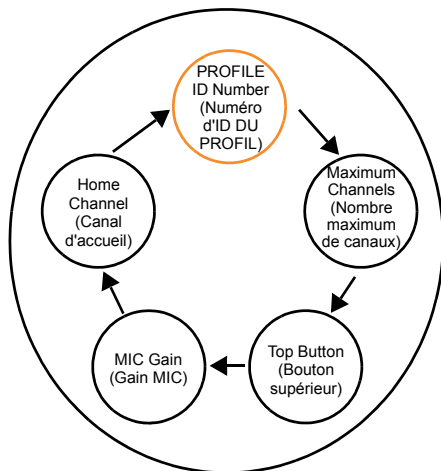 PROFILE
ID Number
(Numéro
d'ID DU
PROFIL)
Maximum
Channels
(Nombre
maximum
de canaux)
Top Button
(Bouton
supérieur)
MIC Gain
(Gain MIC)
Home
Channel
(Canal
d'accueil)